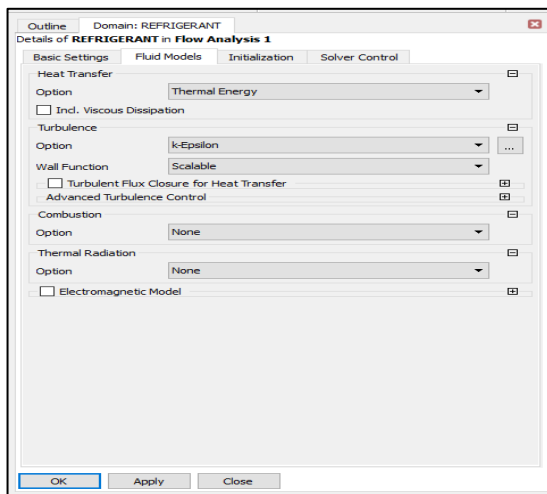 Outline Domain: REFRIGERANT
Details of REFRIGERANT in Flow Analysis 1
Basic Settings Fluid Models Initialization Solver Control
Heat Transfer
Option Thermal Energy
Incl. Viscous Dissipation
Turbulence
Option k-Epsilon ...
Wall Function Scalable
Turbulent Flux Closure for Heat Transfer
Advanced Turbulence Control
Combustion
Option None
Thermal Radiation
Option None
Electromagnetic Model
OK Apply Close